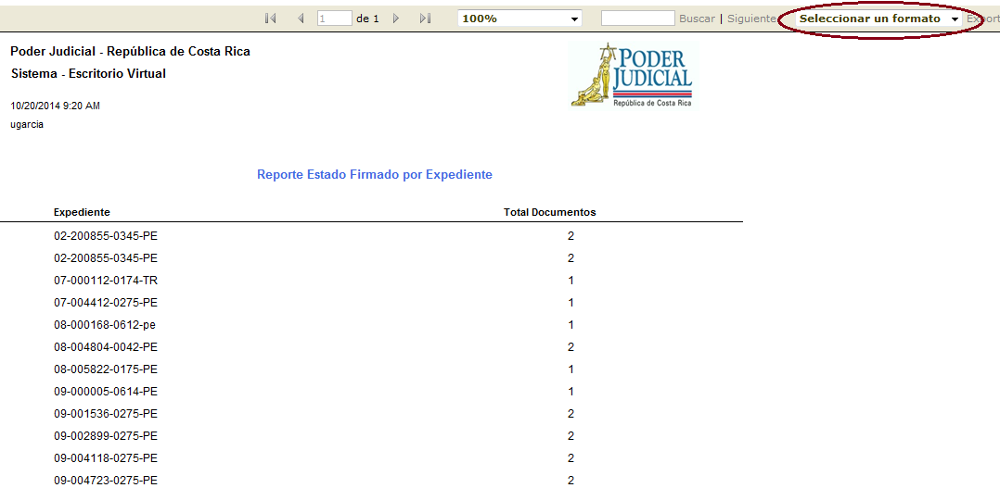 1 de 1 100% Buscar | Siguiente Seleccionar un formato Export
Poder Judicial - República de Costa Rica
Sistema - Escritorio Virtual
PODER
JUDICIAL
República de Costa Rica
10/20/2014 9:20 AM
ugarcia
Reporte Estado Firmado por Expediente
Expediente Total Documentos
02-200855-0345-PE 2
02-200855-0345-PE 2
07-000112-0174-TR 1
07-004412-0275-PE 1
08-000168-0612-pe 1
08-004804-0042-PE 2
08-005822-0175-PE 1
09-000005-0614-PE 1
09-001536-0275-PE 2
09-002899-0275-PE 2
09-004118-0275-PE 2
09-004723-0275-PE 2